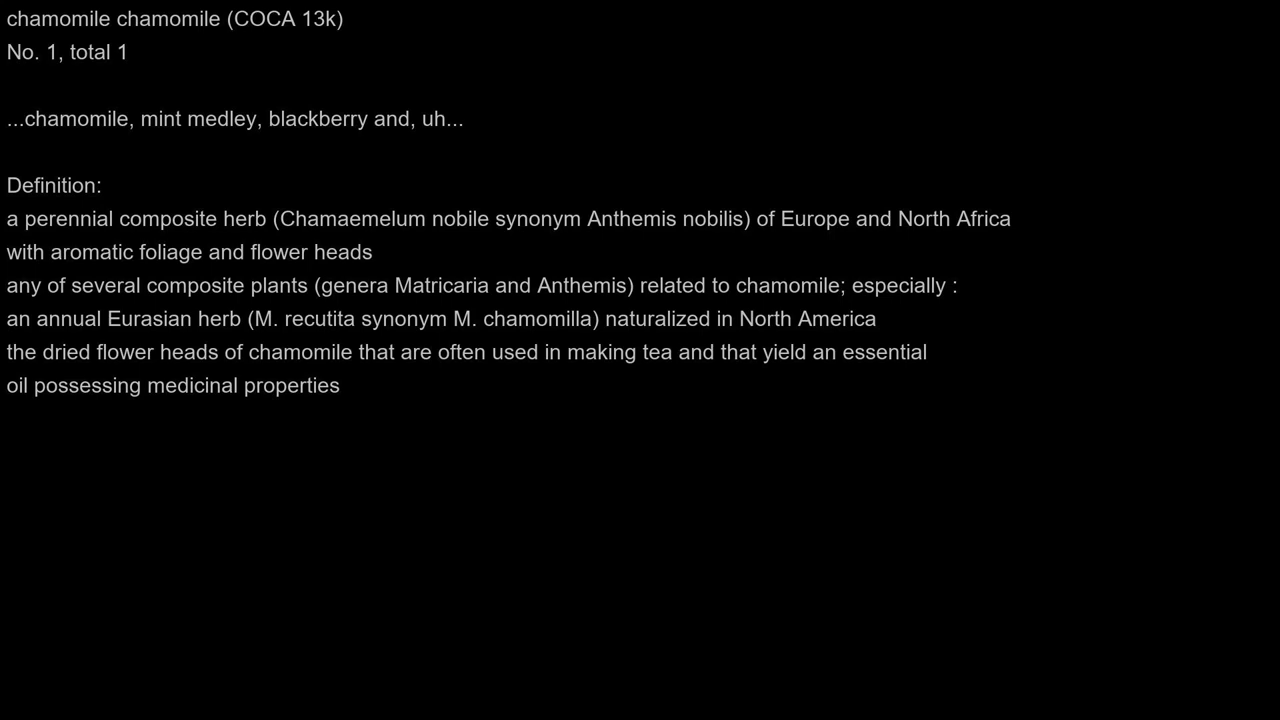 chamomile chamomile (COCA 13k)
No. 1, total 1
...chamomile, mint medley, blackberry and, uh...
Definition:
a perennial composite herb (Chamaemelum nobile synonym Anthemis nobilis) of Europe and North Africa
with aromatic foliage and flower heads
any of several composite plants (genera Matricaria and Anthemis) related to chamomile; especially :
an annual Eurasian herb (M. recutita synonym M. chamomilla) naturalized in North America
the dried flower heads of chamomile that are often used in making tea and that yield an essential
oil possessing medicinal properties